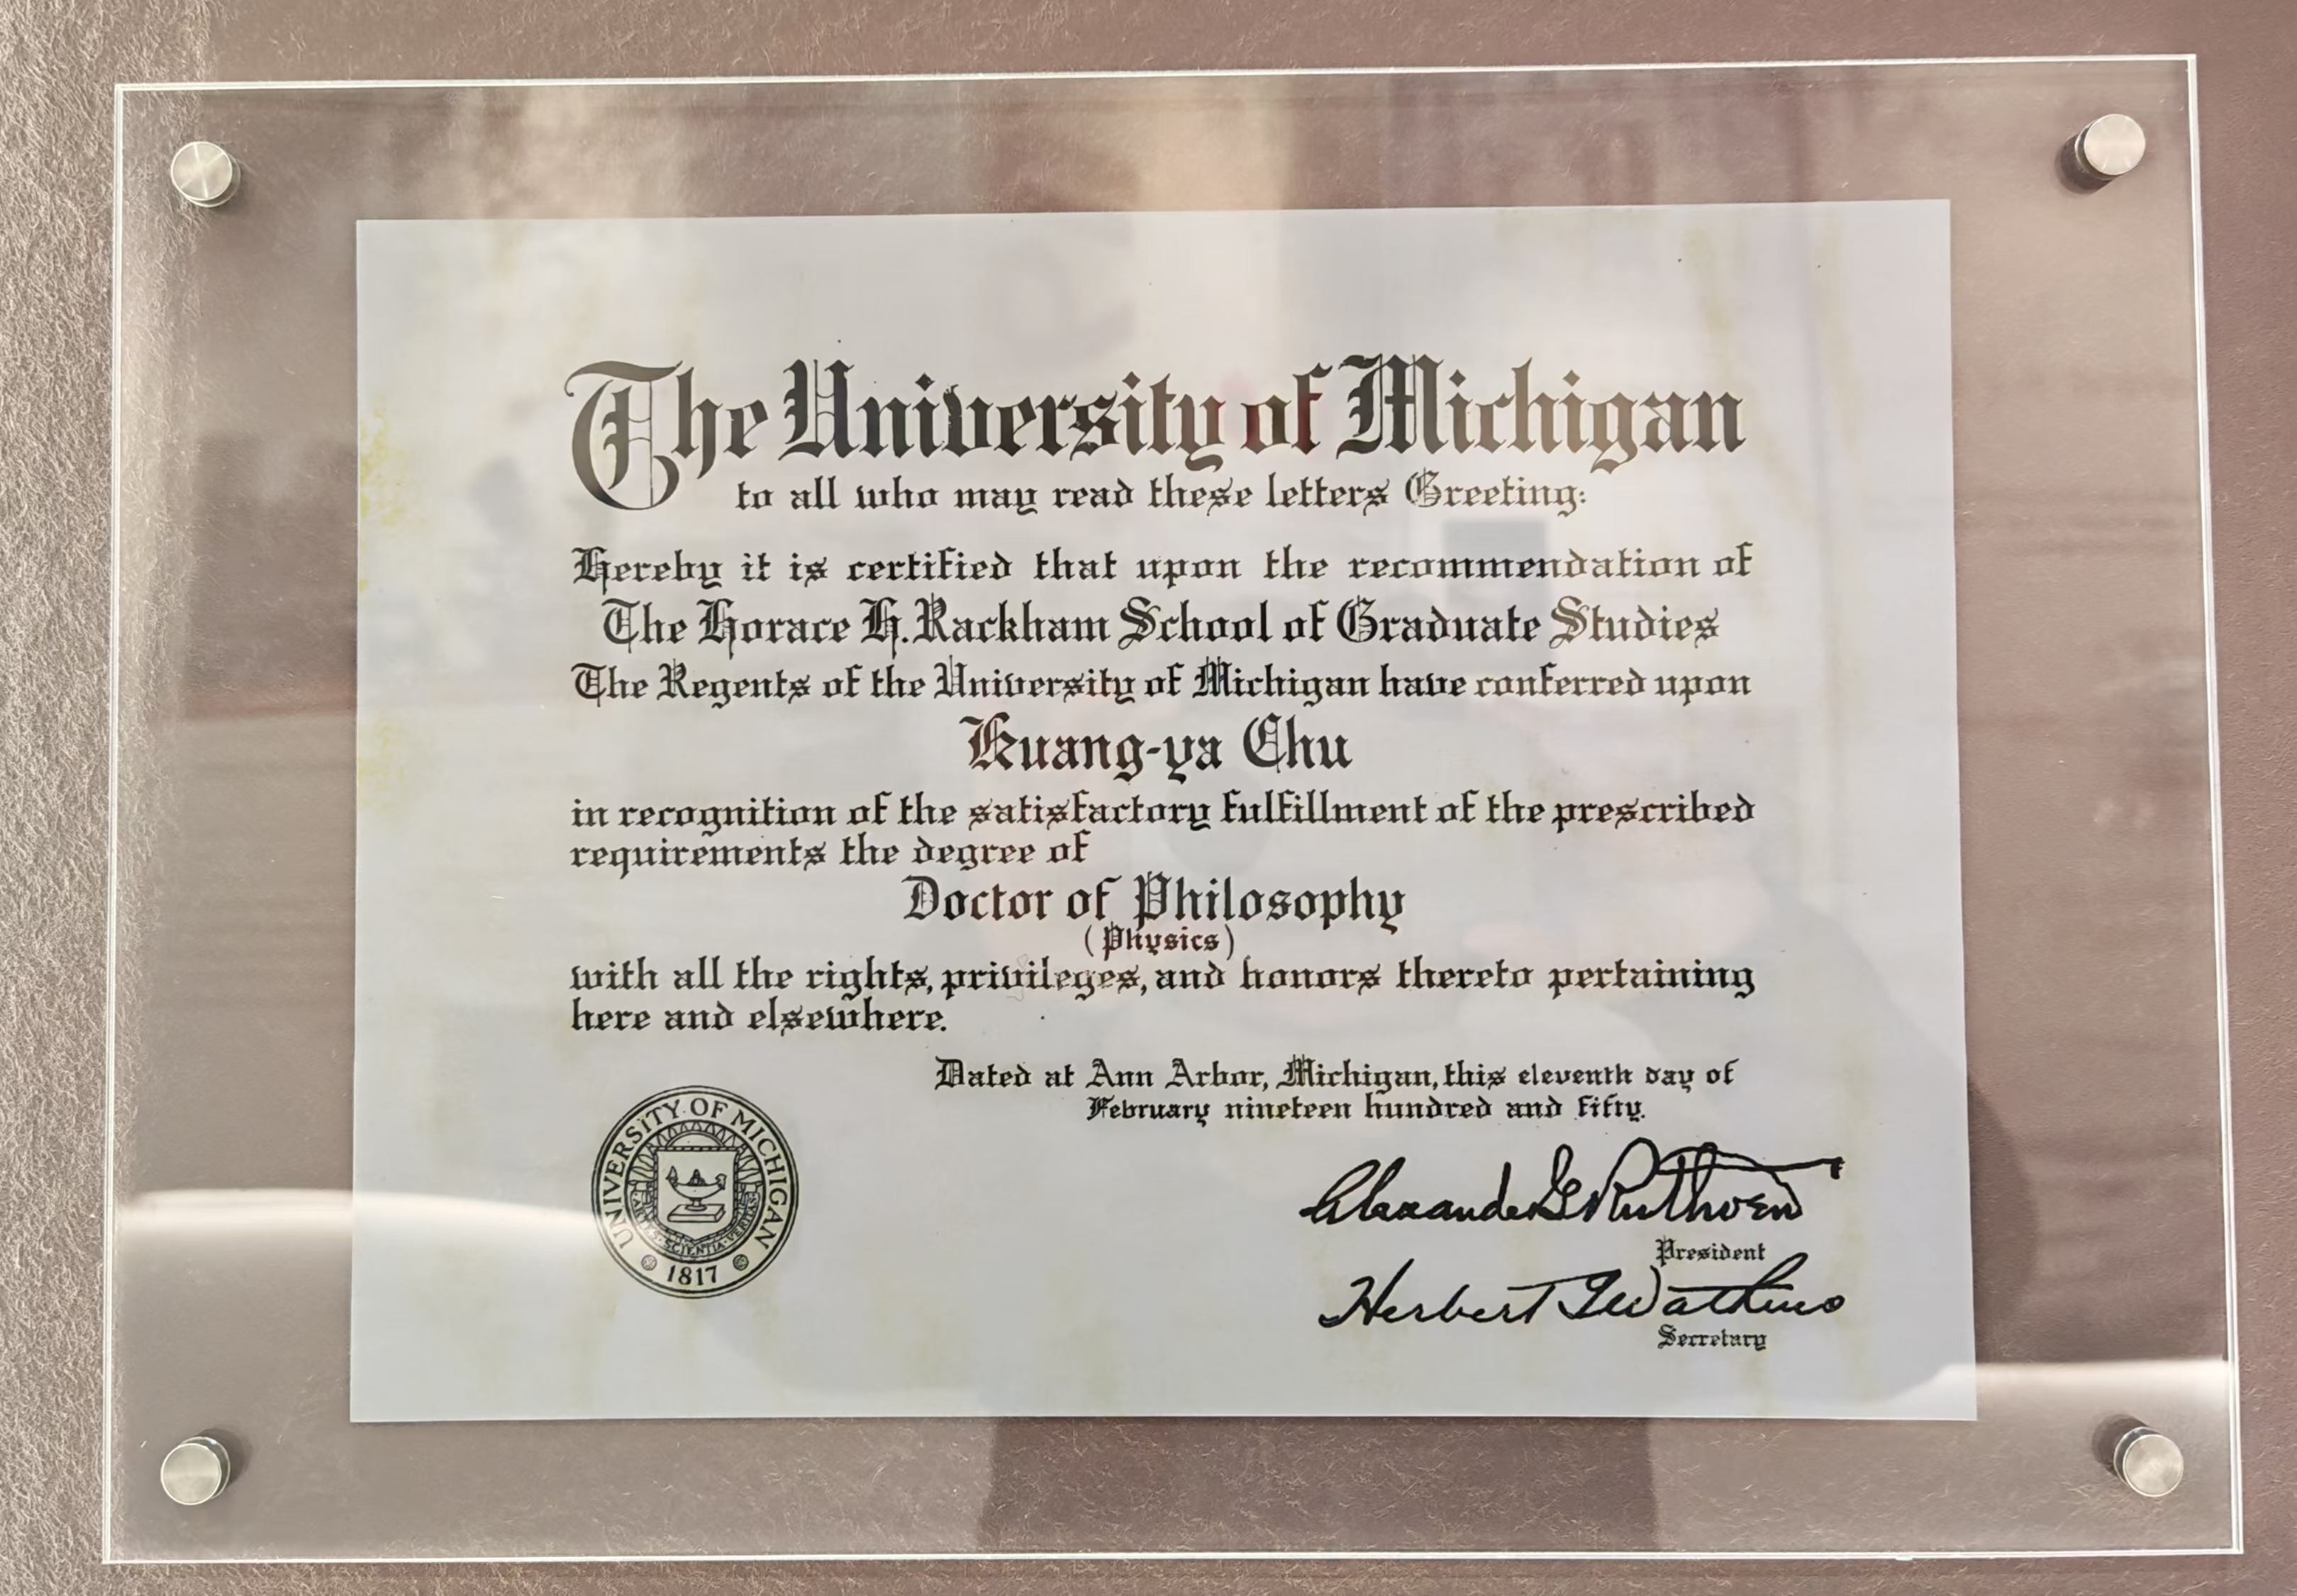 The University of Michigan
to all who may read these letters Greeting:
Hereby it is certified that upon the recommendation of
The Horace H. Rackham School of Graduate Studies
The Regents of the University of Michigan have conferred upon
Kuang-ya Chu
in recognition of the satisfactory fulfillment of the prescribed
requirements the degree of
Doctor of Philosophy
(Physics)
with all the rights, privileges, and honors thereto pertaining
here and elsewhere.
Dated at Ann Arbor, Michigan, this eleventh day of
February nineteen hundred and fifty.
UNIVERSITY OF MICHIGAN
ARTES · SCIENTIA · VERITAS
1817
Alexander G Ruthven
President
Herbert G Watkins
Secretary